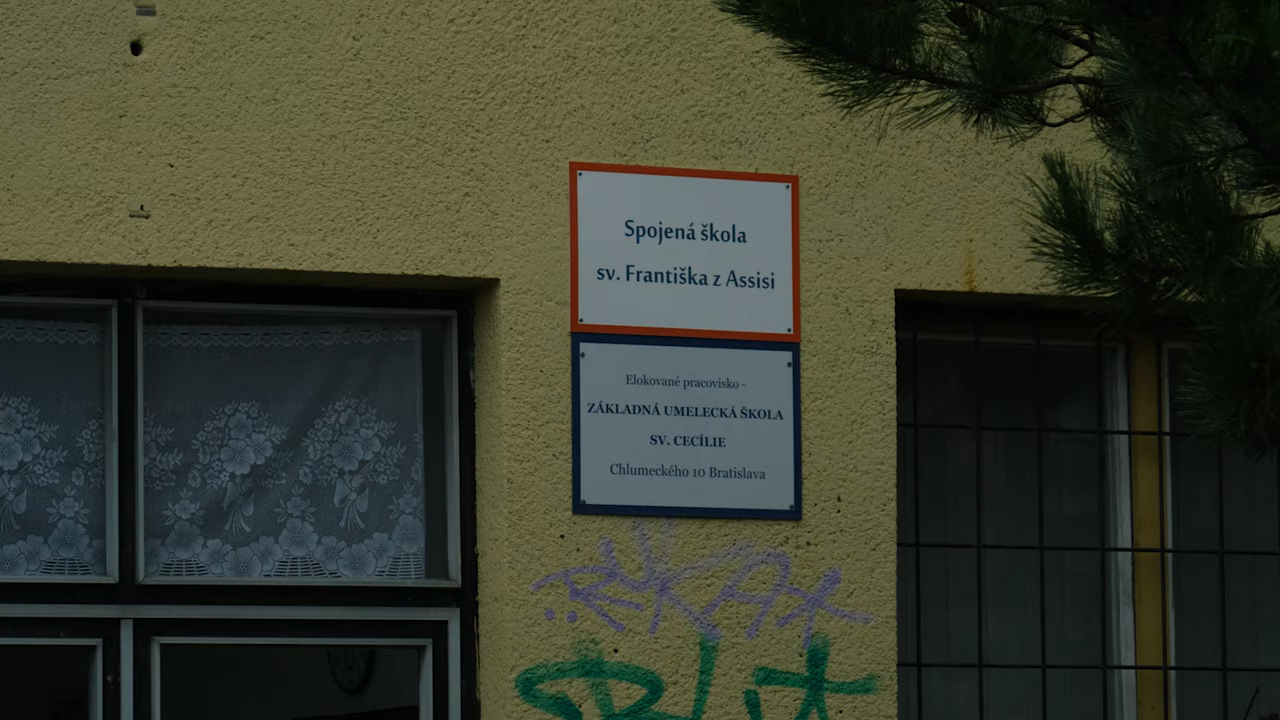 Spojená škola
sv. Františka z Assisi
Elokované pracovisko -
ZÁKLADNÁ UMELECKÁ ŠKOLA
SV. CECÍLIE
Chlumeckého 10 Bratislava